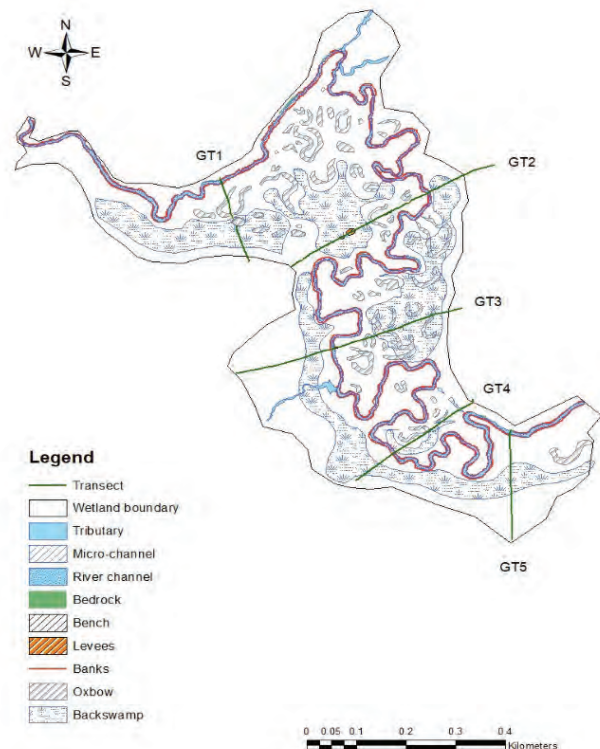 N
W E
S
GT1
GT2
GT3
GT4
GT5
Legend
Transect
Wetland boundary
Tributary
Micro-channel
River channel
Bedrock
Bench
Levees
Banks
Oxbow
Backswamp
0 0.05 0.1 0.2 0.3 0.4
Kilometers